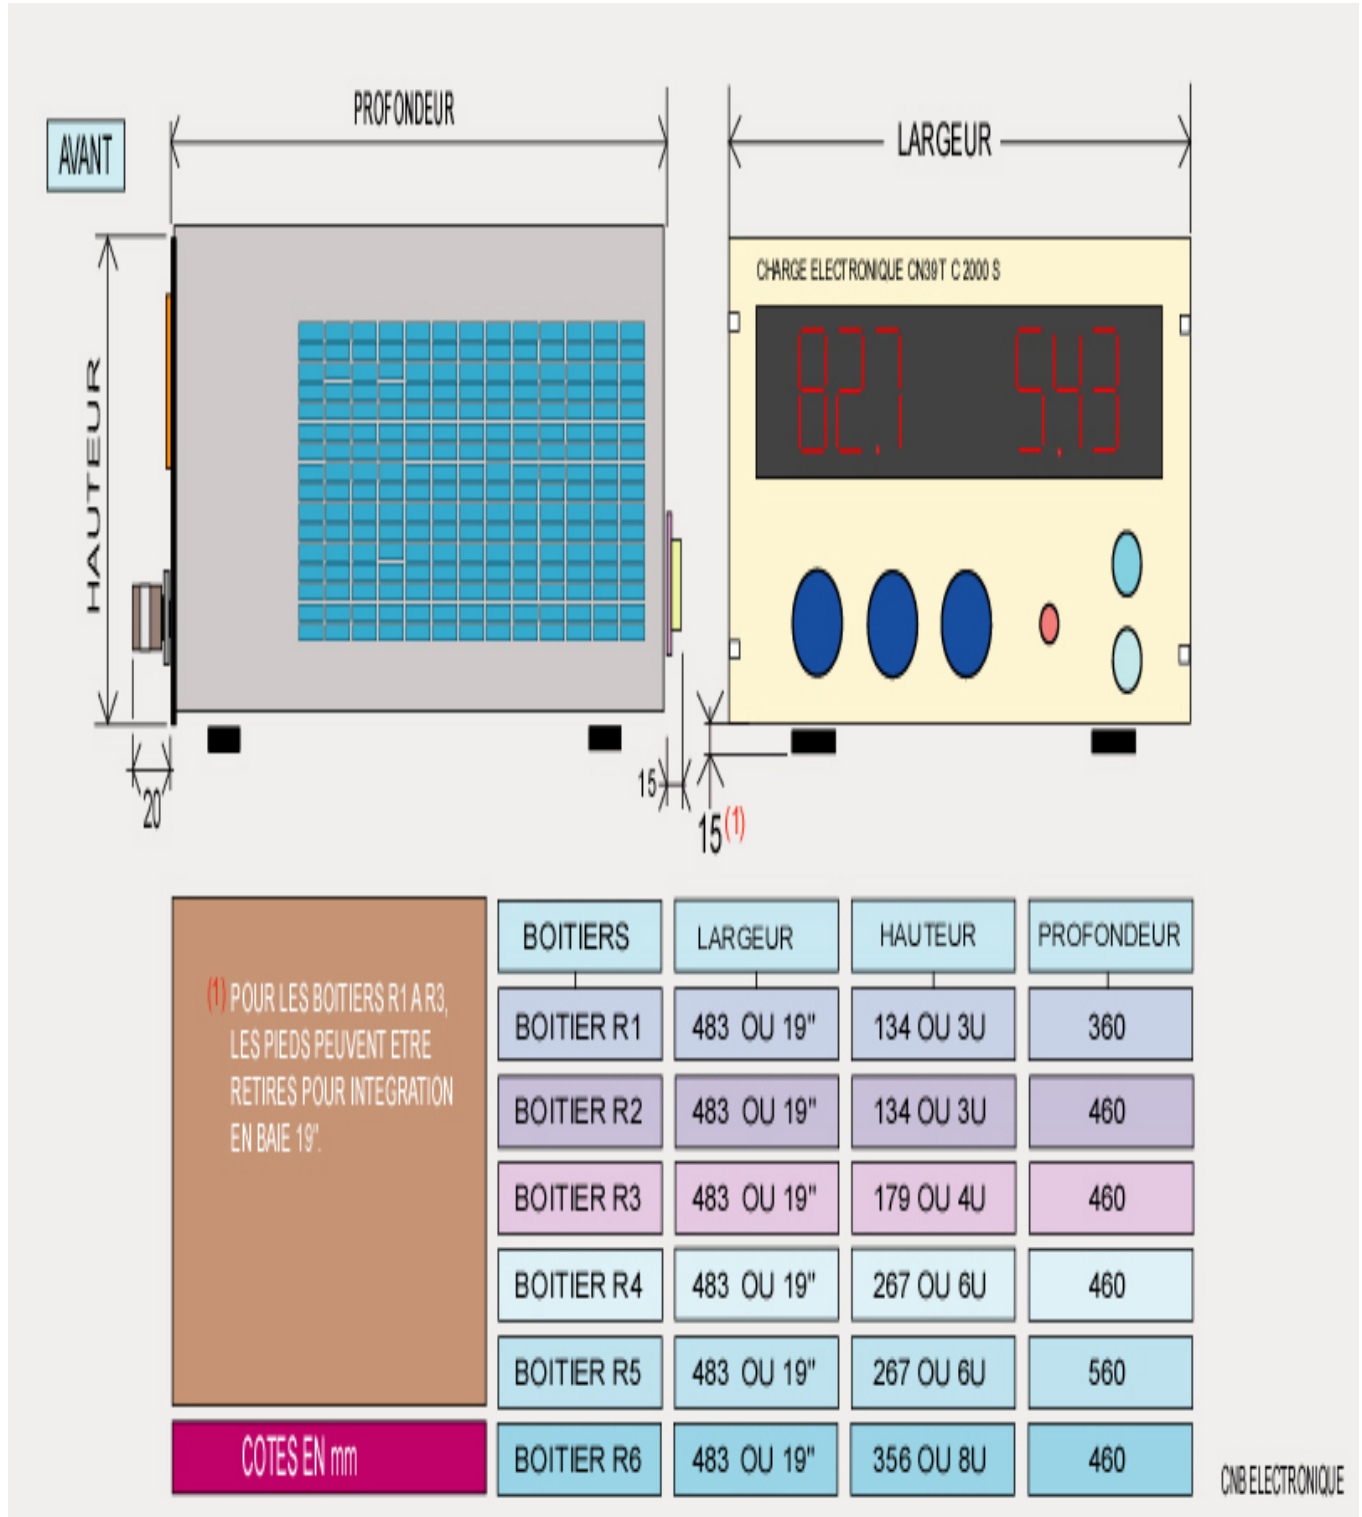 PROFONDEUR
AVANT
LARGEUR
CHARGE ELECTRONIQUE CN39T C 2000 S
82.7 5.43
HAUTEUR
20
15
15(1)
BOITIERS LARGEUR HAUTEUR PROFONDEUR
(1) POUR LES BOITIERS R1 A R3,
LES PIEDS PEUVENT ETRE
RETIRES POUR INTEGRATION
EN BAIE 19".
BOITIER R1 483 OU 19" 134 OU 3U 360
BOITIER R2 483 OU 19" 134 OU 3U 460
BOITIER R3 483 OU 19" 179 OU 4U 460
BOITIER R4 483 OU 19" 267 OU 6U 460
BOITIER R5 483 OU 19" 267 OU 6U 560
COTES EN mm
BOITIER R6 483 OU 19" 356 OU 8U 460
CNB ELECTRONIQUE